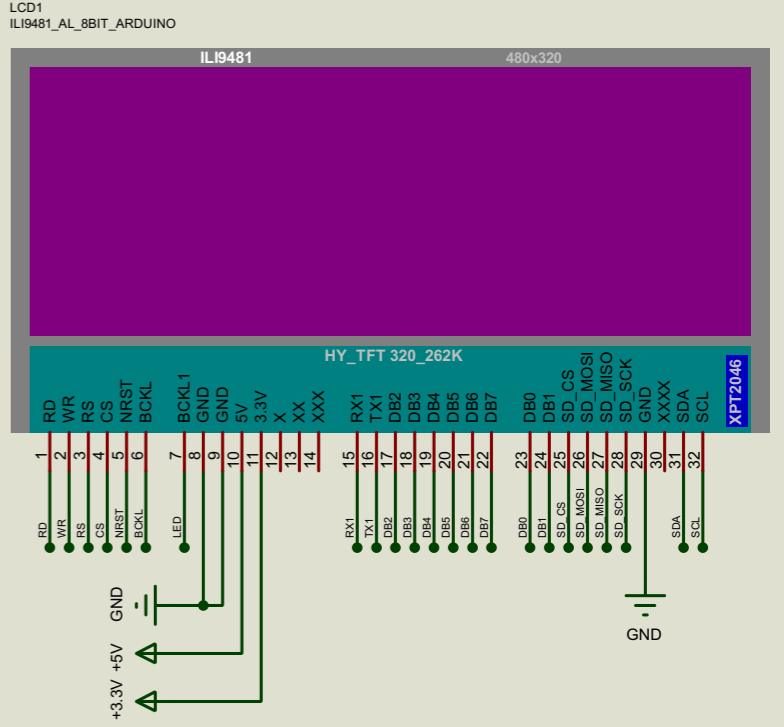 LCD1
ILI9481_AL_8BIT_ARDUINO
ILI9481
480x320
HY_TFT 320_262K
XPT2046
RD
WR
RS
CS
NRST
BCKL
BCKL1
GND
GND
5V
3.3V
X
XX
XXX
RX1
TX1
DB2
DB3
DB4
DB5
DB6
DB7
DB0
DB1
SD_CS
SD_MOSI
SD_MISO
SD_SCK
GND
XXXX
SDA
SCL
1
2
3
4
5
6
7
8
9
10
11
12
13
14
15
16
17
18
19
20
21
22
23
24
25
26
27
28
29
30
31
32
RD
WR
RS
CS
NRST
BCKL
LED
RX1
TX1
DB2
DB3
DB4
DB5
DB6
DB7
DB0
DB1
SD_CS
SD_MOSI
SD_MISO
SD_SCK
SDA
SCL
GND
GND
+5V
+3.3V